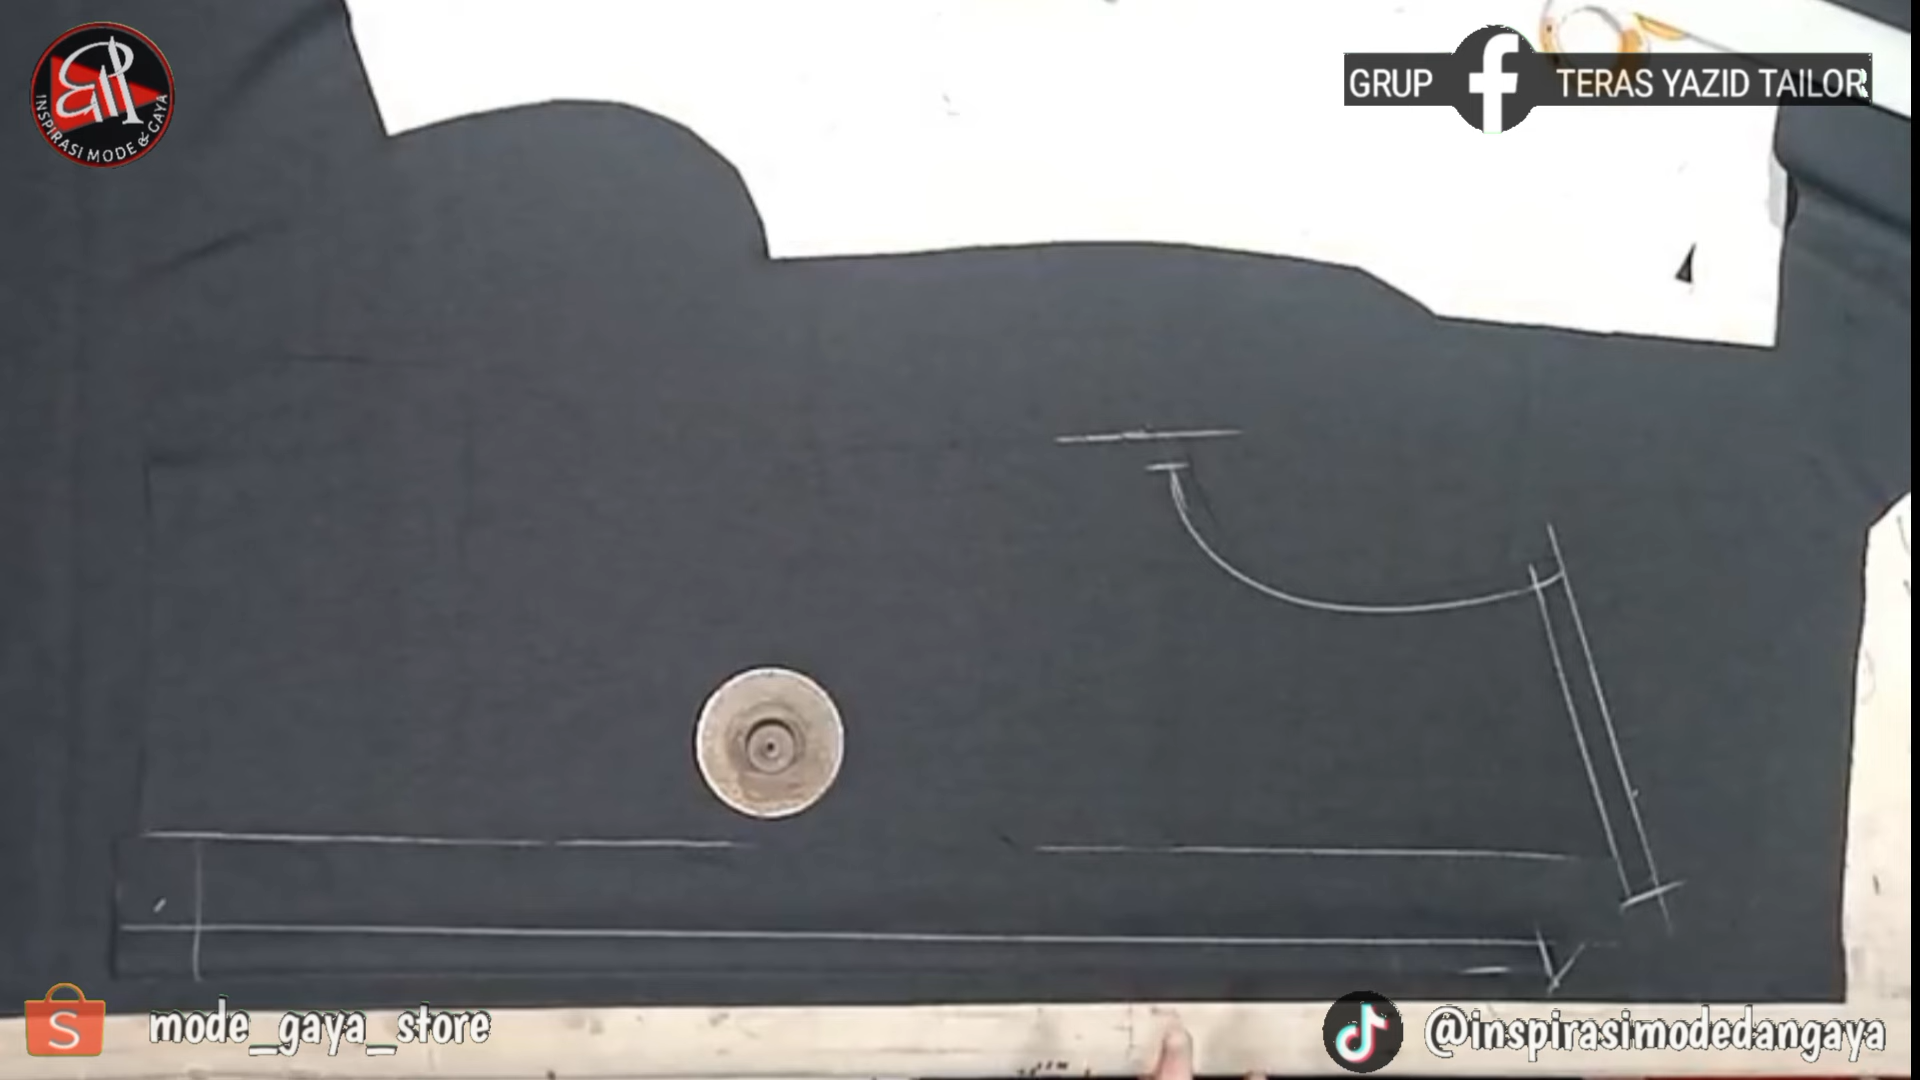 INSPIRASI MODE & GAYA
GRUP f TERAS YAZID TAILOR
S mode_gaya_store
@inspirasimodedangaya